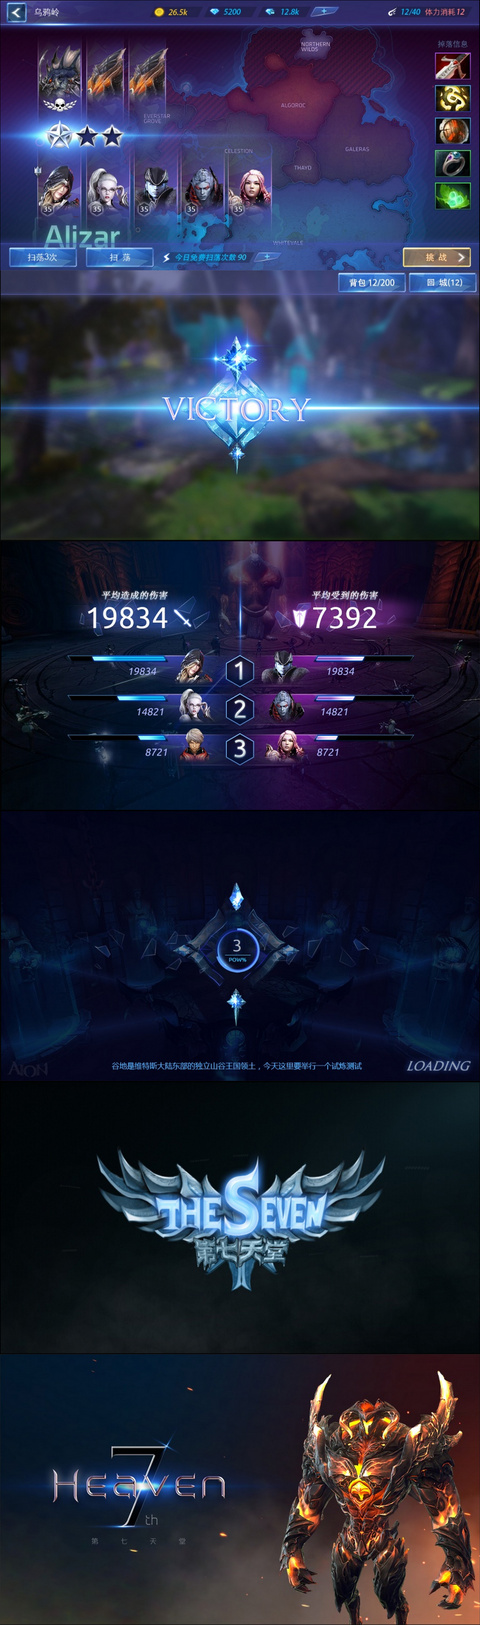 乌鸦岭
26.5k
5200
12.8k
12/40 体力消耗12
掉落信息
NORTHERN
WILDS
ALGOROC
EVERSTAR
GROVE
GALERAS
CELESTION
THAYD
35
35
35
35
35
Alizar
WHITEVALE
扫荡3次
扫 荡
今日免费扫荡次数 90
挑 战
背包 12/200
回 城(12)
VICTORY
平均造成的伤害
平均受到的伤害
19834
7392
19834
1
19834
14821
2
14821
8721
3
8721
3
POW%
谷地是维特斯大陆东部的独立山谷王国领土，今天这里要举行一个试炼测试
AION
LOADING
THE SEVEN
第七天堂
7
Heaven
th
第 七 天 堂